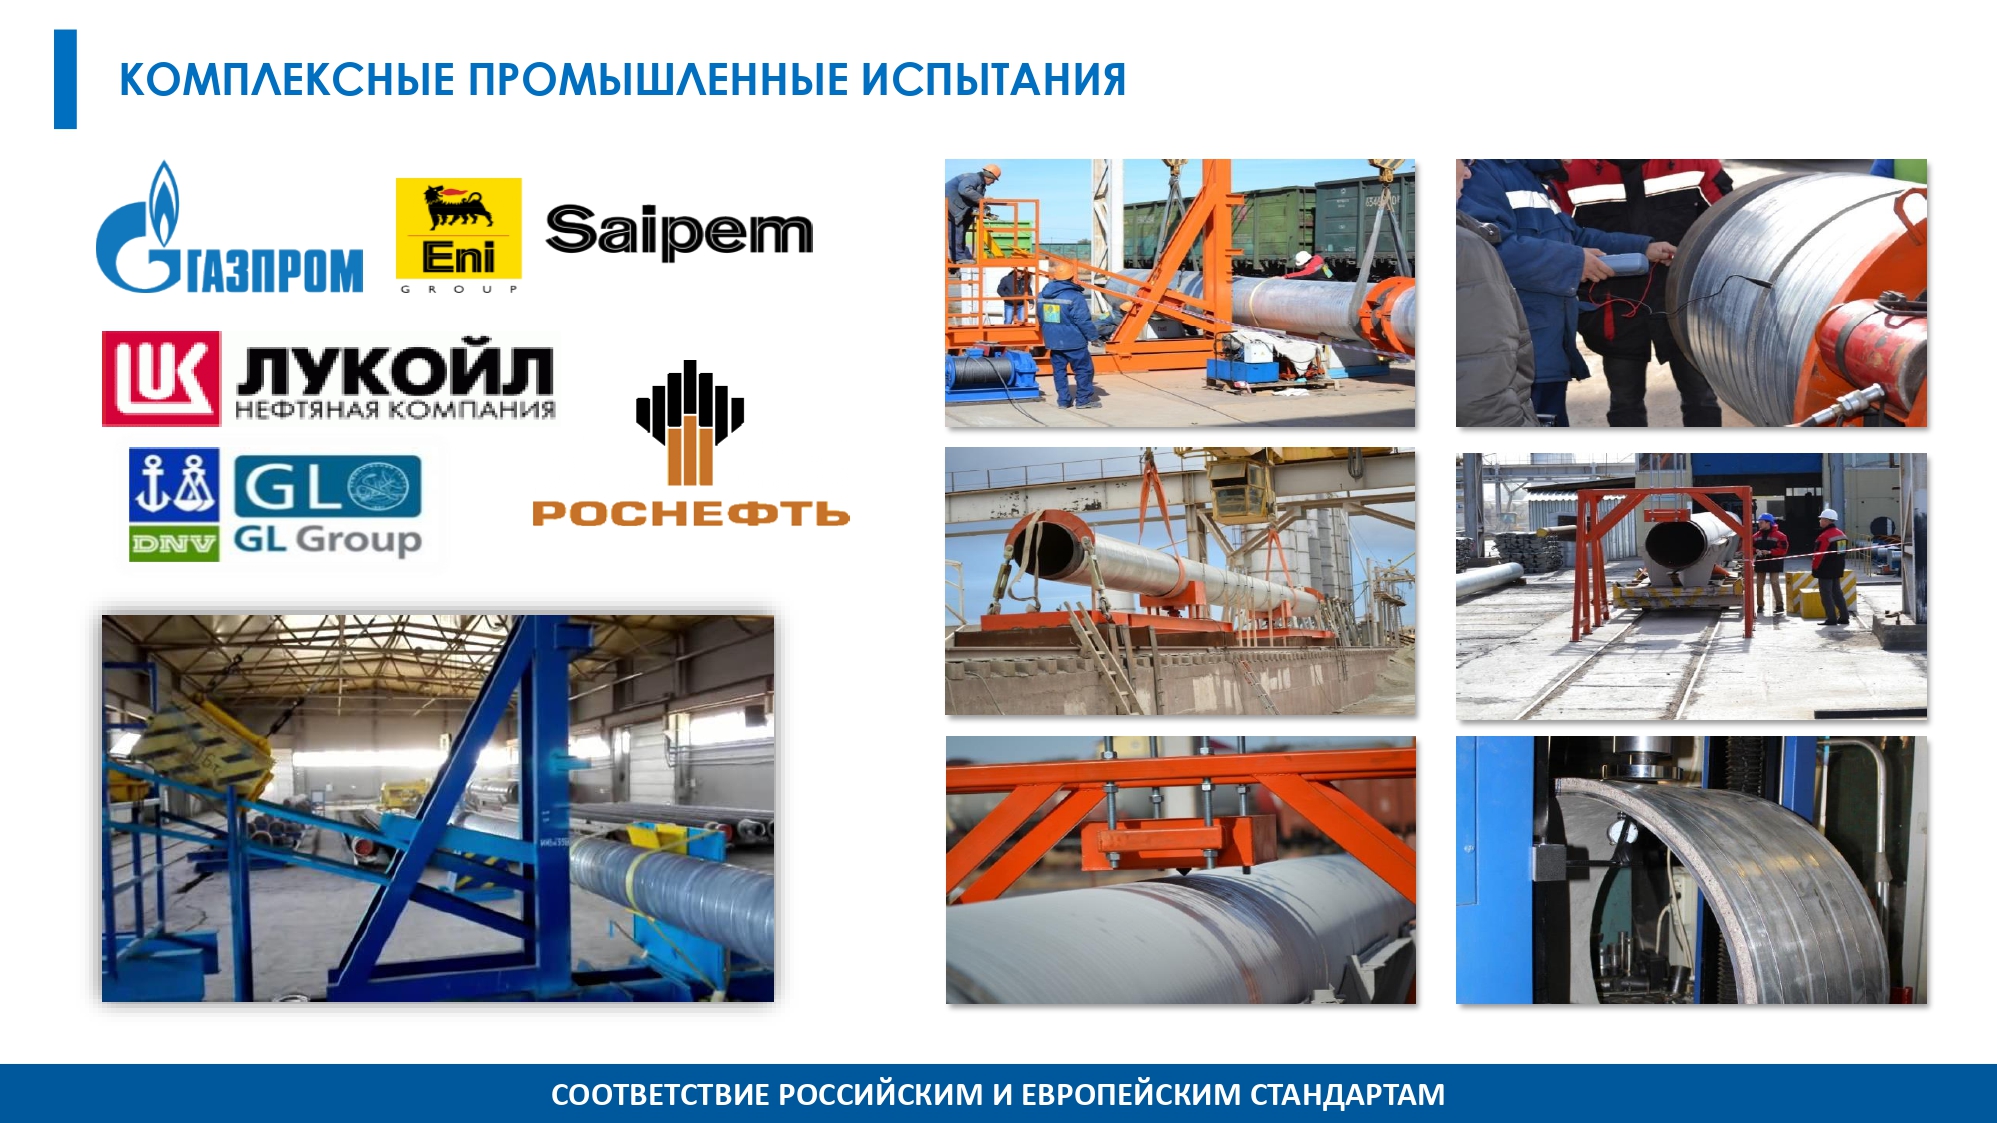 КОМПЛЕКСНЫЕ ПРОМЫШЛЕННЫЕ ИСПЫТАНИЯ
ГАЗПРОМ
Eni
GROUP
Saipem
ЛУКОЙЛ
НЕФТЯНАЯ КОМПАНИЯ
РОСНЕФТЬ
DNV
GL
GL Group
СООТВЕТСТВИЕ РОССИЙСКИМ И ЕВРОПЕЙСКИМ СТАНДАРТАМ